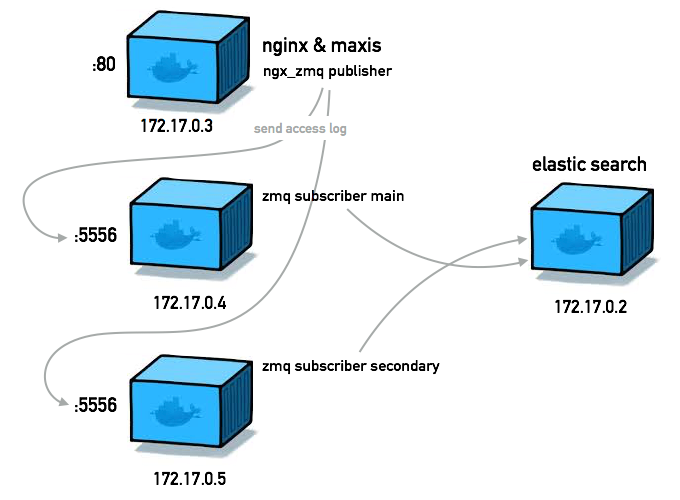 nginx & maxis
:80
ngx_zmq publisher
172.17.0.3
send access log
elastic search
zmq subscriber main
:5556
172.17.0.4
172.17.0.2
zmq subscriber secondary
:5556
172.17.0.5